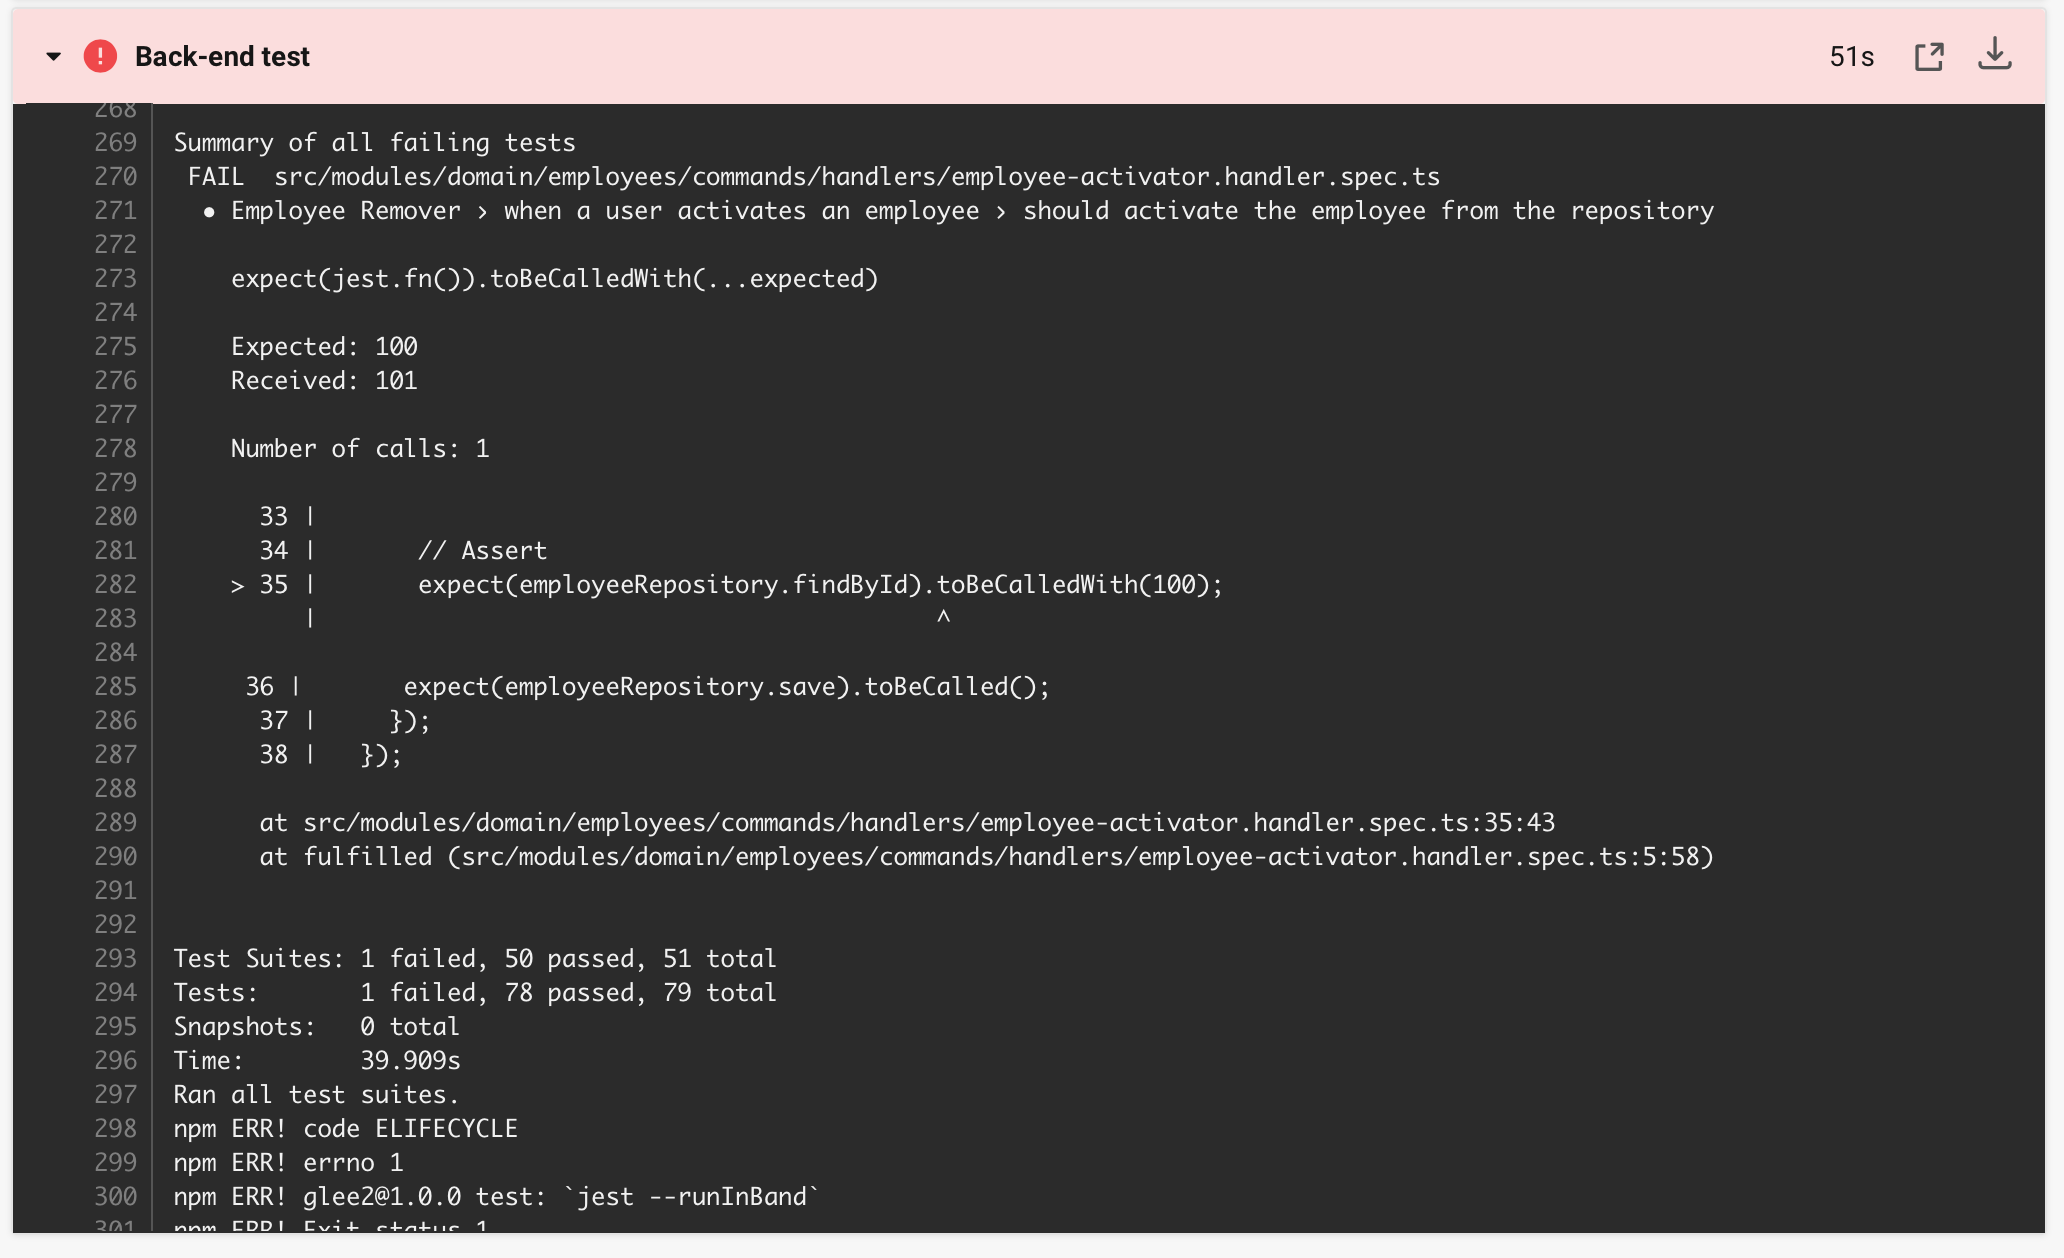 Back-end test 51s
268
269 Summary of all failing tests
270 FAIL src/modules/domain/employees/commands/handlers/employee-activator.handler.spec.ts
271 ● Employee Remover › when a user activates an employee › should activate the employee from the repository
272
273 expect(jest.fn()).toBeCalledWith(...expected)
274
275 Expected: 100
276 Received: 101
277
278 Number of calls: 1
279
280 33 |
281 34 | // Assert
282 > 35 | expect(employeeRepository.findById).toBeCalledWith(100);
283 | ^
284
285 36 | expect(employeeRepository.save).toBeCalled();
286 37 | });
287 38 | });
288
289 at src/modules/domain/employees/commands/handlers/employee-activator.handler.spec.ts:35:43
290 at fulfilled (src/modules/domain/employees/commands/handlers/employee-activator.handler.spec.ts:5:58)
291
292
293 Test Suites: 1 failed, 50 passed, 51 total
294 Tests: 1 failed, 78 passed, 79 total
295 Snapshots: 0 total
296 Time: 39.909s
297 Ran all test suites.
298 npm ERR! code ELIFECYCLE
299 npm ERR! errno 1
300 npm ERR! glee2@1.0.0 test: `jest --runInBand`
301 npm ERR! Exit status 1